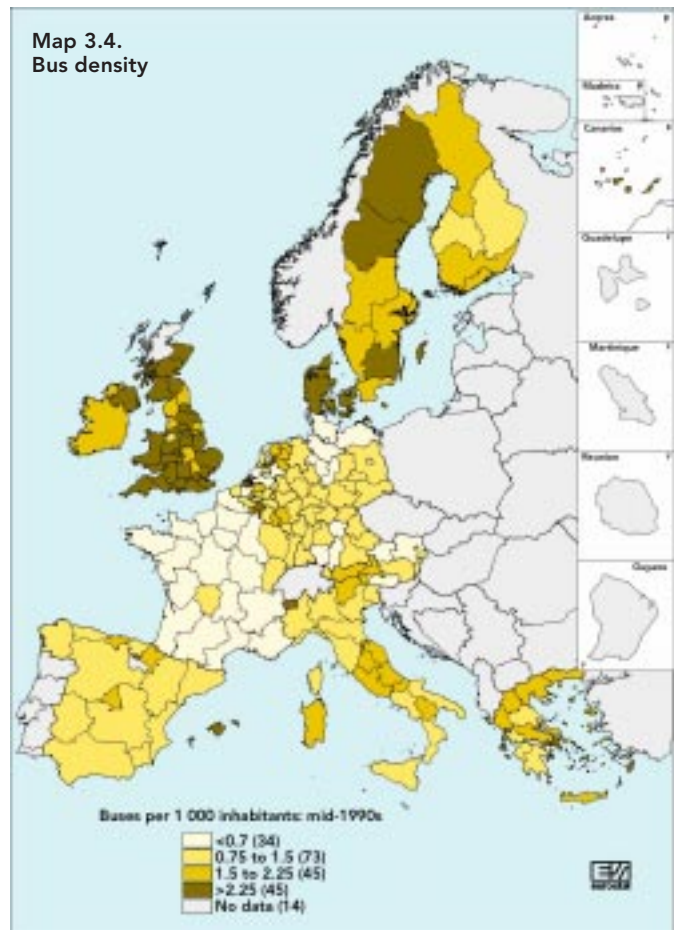 Map 3.4.
Bus density
Açores
P
Madeira
P
Canarias
Guadeloupe
Martinique
Réunion
Guyane
Buses per 1 000 inhabitants: mid-1990s
<0.7 (34)
0.75 to 1.5 (73)
1.5 to 2.25 (45)
>2.25 (45)
No data (14)
eurostat